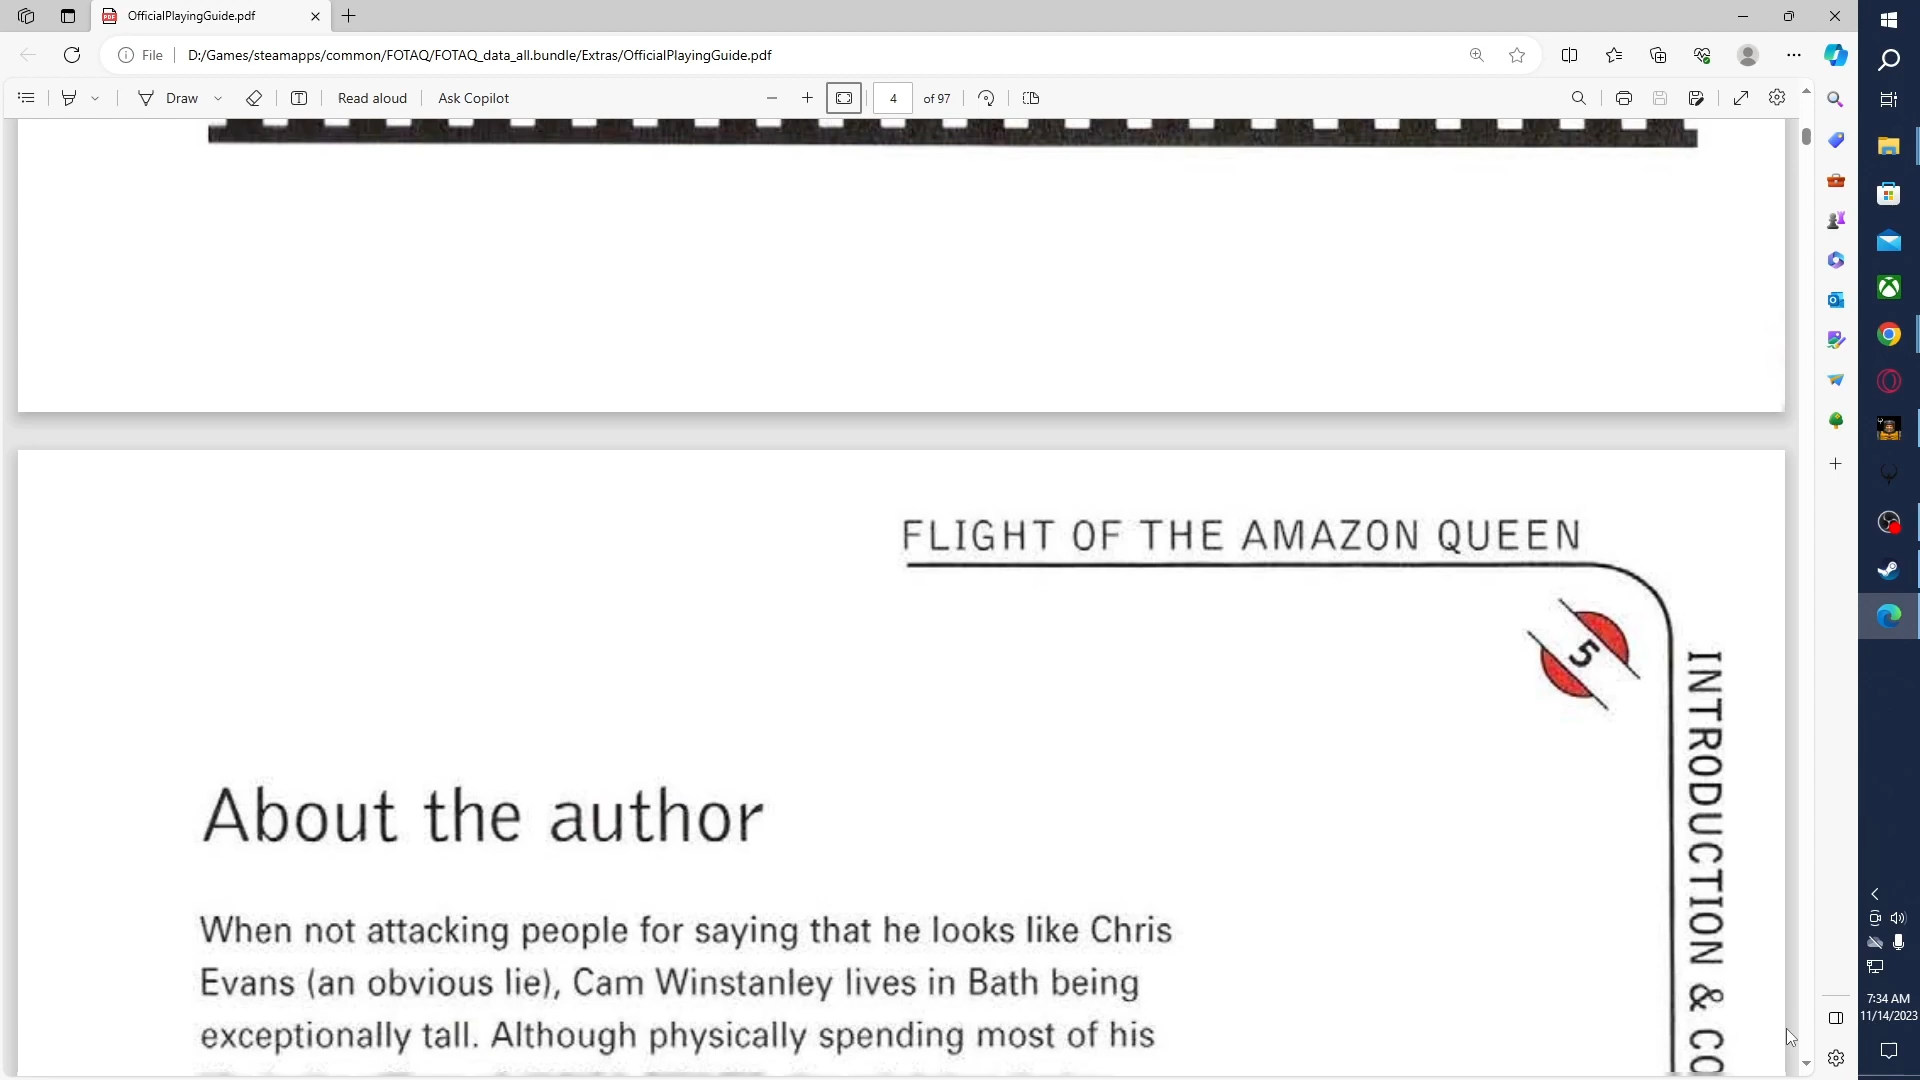 OfficialPlayingGuide.pdf
File
D:/Games/steamapps/common/FOTAQ/FOTAQ_data_all.bundle/Extras/OfficialPlayingGuide.pdf
Draw
Read aloud
Ask Copilot
4
of 97
FLIGHT OF THE AMAZON QUEEN
5
INTRODUCTION & CO
About the author
When not attacking people for saying that he looks like Chris
Evans (an obvious lie), Cam Winstanley lives in Bath being
exceptionally tall. Although physically spending most of his
7:34 AM
11/14/2023